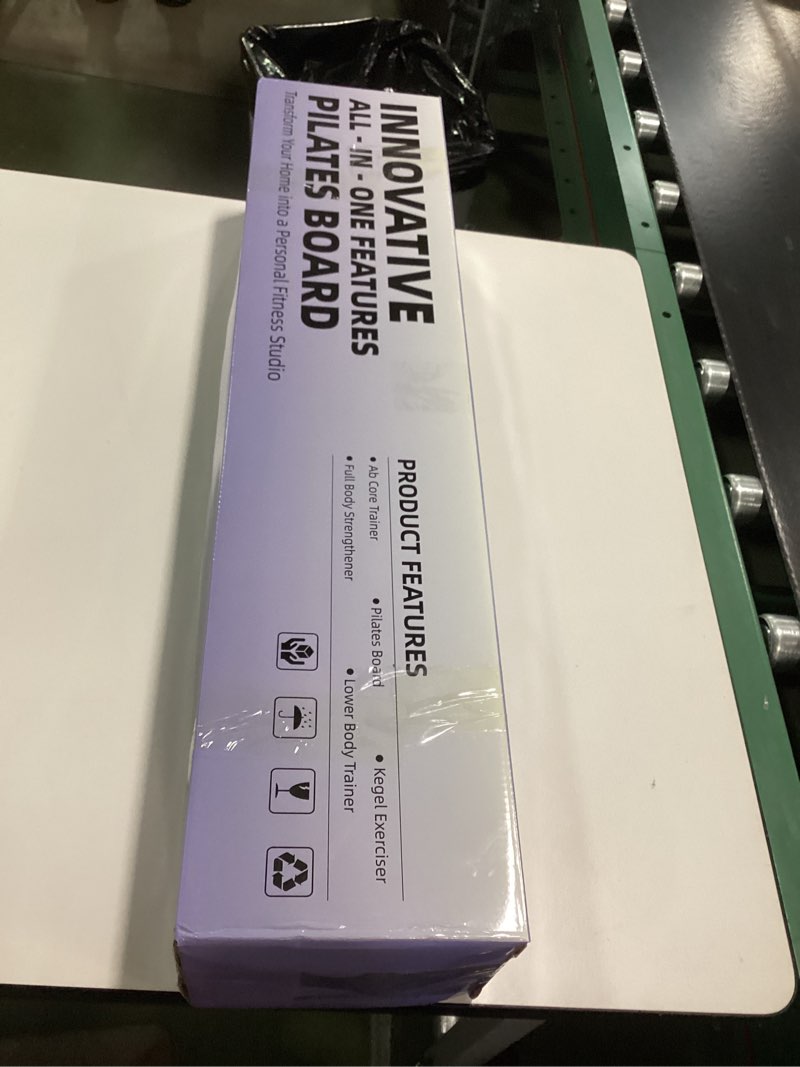 INNOVATIVE
ALL - IN - ONE FEATURES
PILATES BOARD
Transform Your Home into a Personal Fitness Studio
PRODUCT FEATURES
• Ab Core Trainer • Pilates Board • Kegel Exerciser
• Full Body Strengthener • Lower Body Trainer